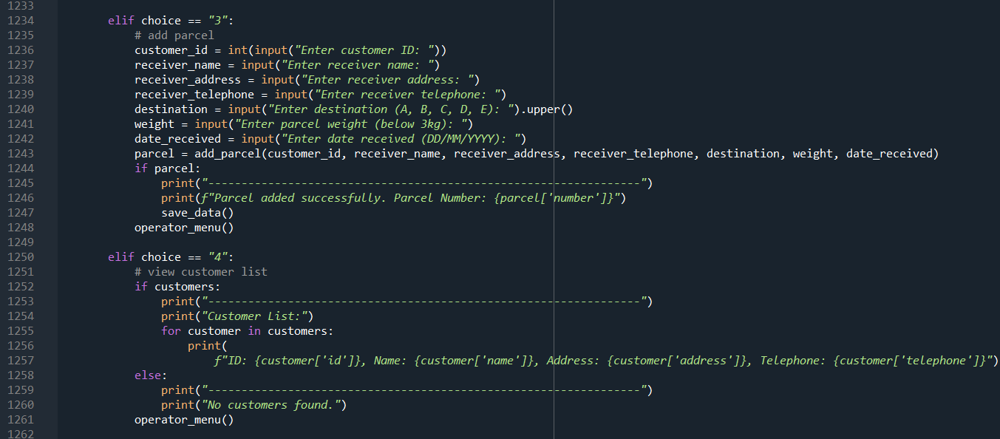 1233
1234 elif choice == "3":
1235 # add parcel
1236 customer_id = int(input("Enter customer ID: "))
1237 receiver_name = input("Enter receiver name: ")
1238 receiver_address = input("Enter receiver address: ")
1239 receiver_telephone = input("Enter receiver telephone: ")
1240 destination = input("Enter destination (A, B, C, D, E): ").upper()
1241 weight = input("Enter parcel weight (below 3kg): ")
1242 date_received = input("Enter date received (DD/MM/YYYY): ")
1243 parcel = add_parcel(customer_id, receiver_name, receiver_address, receiver_telephone, destination, weight, date_received)
1244 if parcel:
1245 print("-----------------------------------------------------------------")
1246 print(f"Parcel added successfully. Parcel Number: {parcel['number']}")
1247 save_data()
1248 operator_menu()
1249
1250 elif choice == "4":
1251 # view customer list
1252 if customers:
1253 print("-----------------------------------------------------------------")
1254 print("Customer List:")
1255 for customer in customers:
1256 print(
1257 f"ID: {customer['id']}, Name: {customer['name']}, Address: {customer['address']}, Telephone: {customer['telephone']}")
1258 else:
1259 print("-----------------------------------------------------------------")
1260 print("No customers found.")
1261 operator_menu()
1262